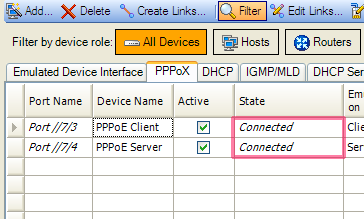 Add... Delete Create Links... Filter Edit Links...
Filter by device role: All Devices Hosts Routers
Emulated Device Interface PPPoX DHCP IGMP/MLD DHCP Ser
Port Name Device Name Active State Em
on
Port //7/3 PPPoE Client Connected Clie
Port //7/4 PPPoE Server Connected Serv